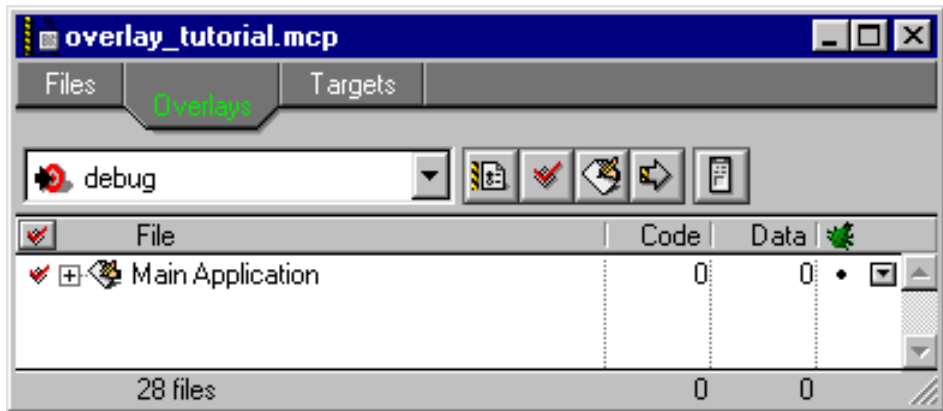 overlay_tutorial.mcp
Files Overlays Targets
debug
File Code Data
Main Application 0 0
28 files 0 0